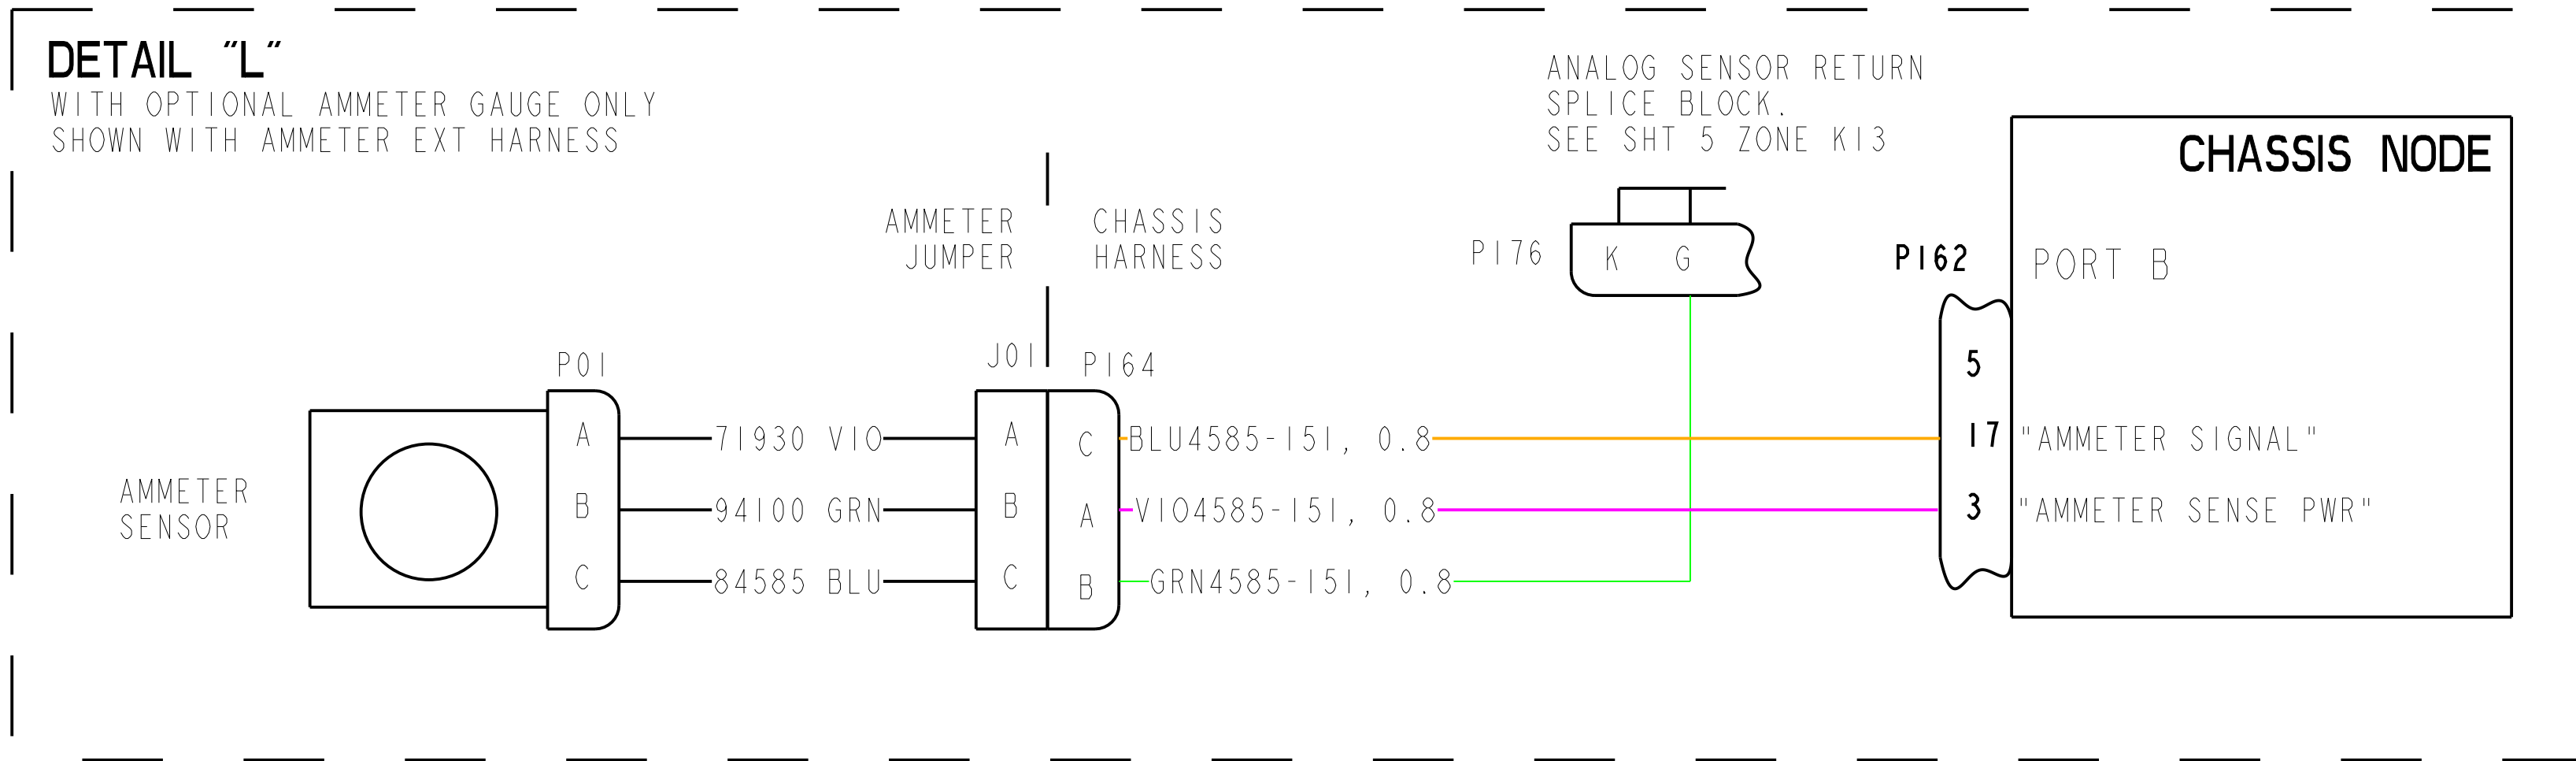 DETAIL "L"
WITH OPTIONAL AMMETER GAUGE ONLY
SHOWN WITH AMMETER EXT HARNESS
ANALOG SENSOR RETURN
SPLICE BLOCK.
SEE SHT 5 ZONE K13
CHASSIS NODE
AMMETER
JUMPER
CHASSIS
HARNESS
P176
K G
P162
PORT B
P01
J01
P164
5
A
71930 VIO
A
C
BLU4585-151, 0.8
17
"AMMETER SIGNAL"
AMMETER
SENSOR
B
94100 GRN
B
A
VIO4585-151, 0.8
3
"AMMETER SENSE PWR"
C
84585 BLU
C
B
GRN4585-151, 0.8